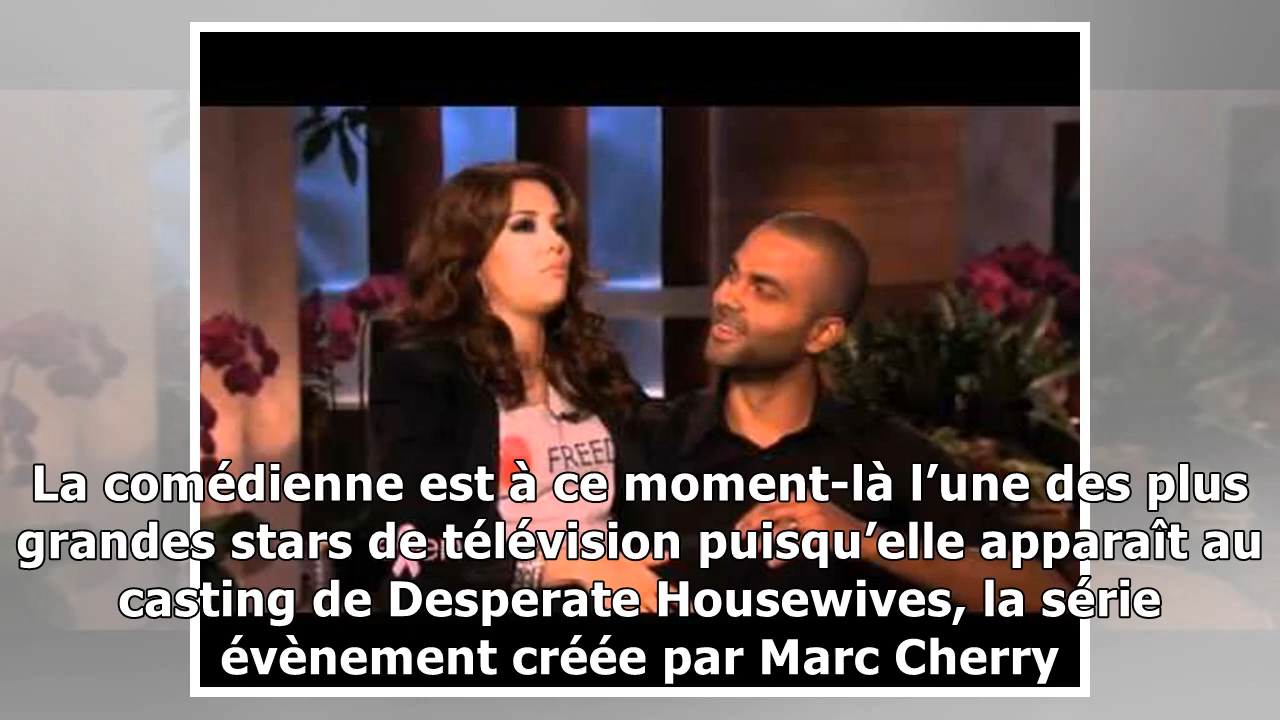 FREED
La comédienne est à ce moment-là l’une des plus
grandes stars de télévision puisqu’elle apparaît au
casting de Desperate Housewives, la série
évènement créée par Marc Cherry